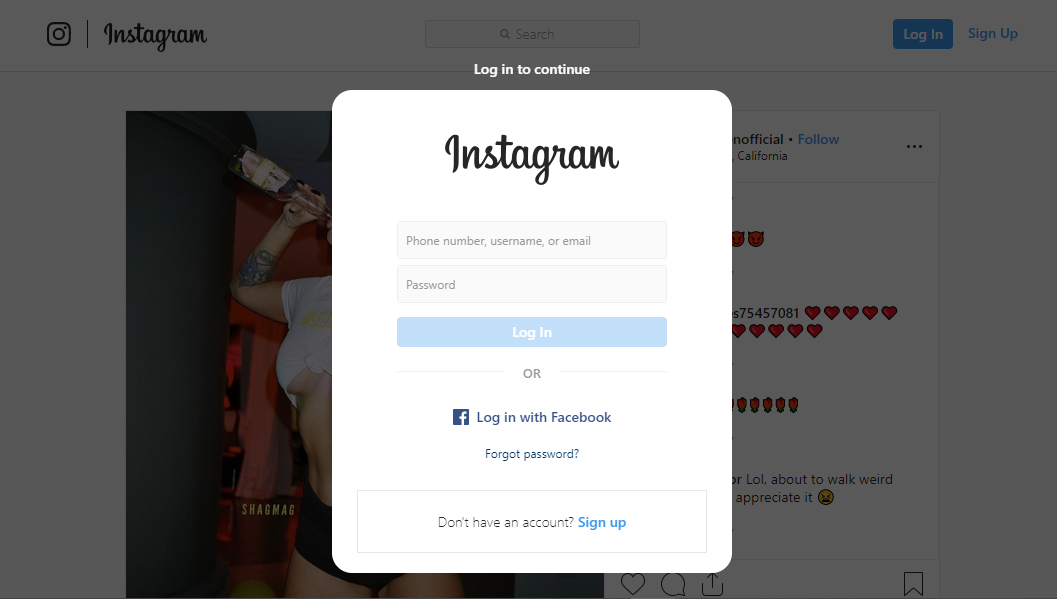 Instagram
Search
Log In
Sign Up
Log in to continue
Instagram
Phone number, username, or email
Password
Log In
OR
Log in with Facebook
Forgot password?
Don't have an account? Sign up
SHAGMAG
nofficial • Follow
, California
es75457081
or Lol, about to walk weird
appreciate it